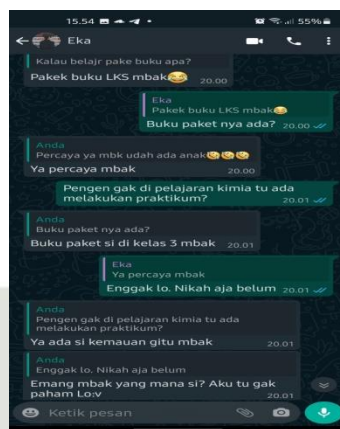 15.54 55%
Eka
Kalau belajr pake buku apa?
Pakek buku LKS mbak😂 20.00
Eka
Pakek buku LKS mbak😂
Buku paket nya ada? 20.00
Anda
Percaya ya mbk udah ada anak🤣🤣🤣
Ya percaya mbak 20.00
Pengen gak di pelajaran kimia tu ada
melakukan praktikum? 20.01
Anda
Buku paket nya ada?
Buku paket si di kelas 3 mbak 20.01
Eka
Ya percaya mbak
Enggak lo. Nikah aja belum 20.01
Anda
Pengen gak di pelajaran kimia tu ada
melakukan praktikum?
Ya ada si kemauan gitu mbak 20.01
Anda
Enggak lo. Nikah aja belum
Emang mbak yang mana si? Aku tu gak
paham Lo:v 20.01
Ketik pesan